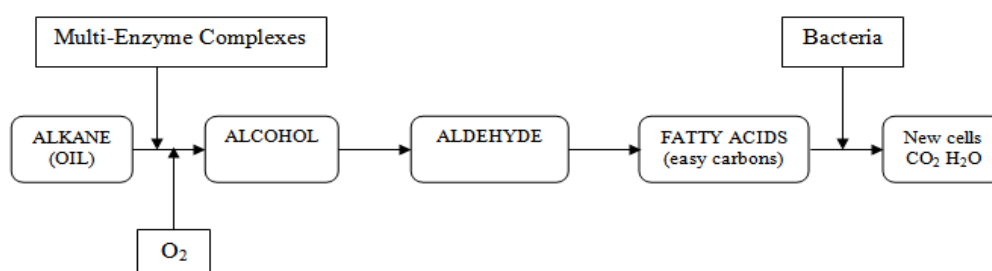 Multi-Enzyme Complexes
Bacteria
ALKANE
(OIL)
ALCOHOL
ALDEHYDE
FATTY ACIDS
(easy carbons)
New cells
CO₂ H₂O
O₂